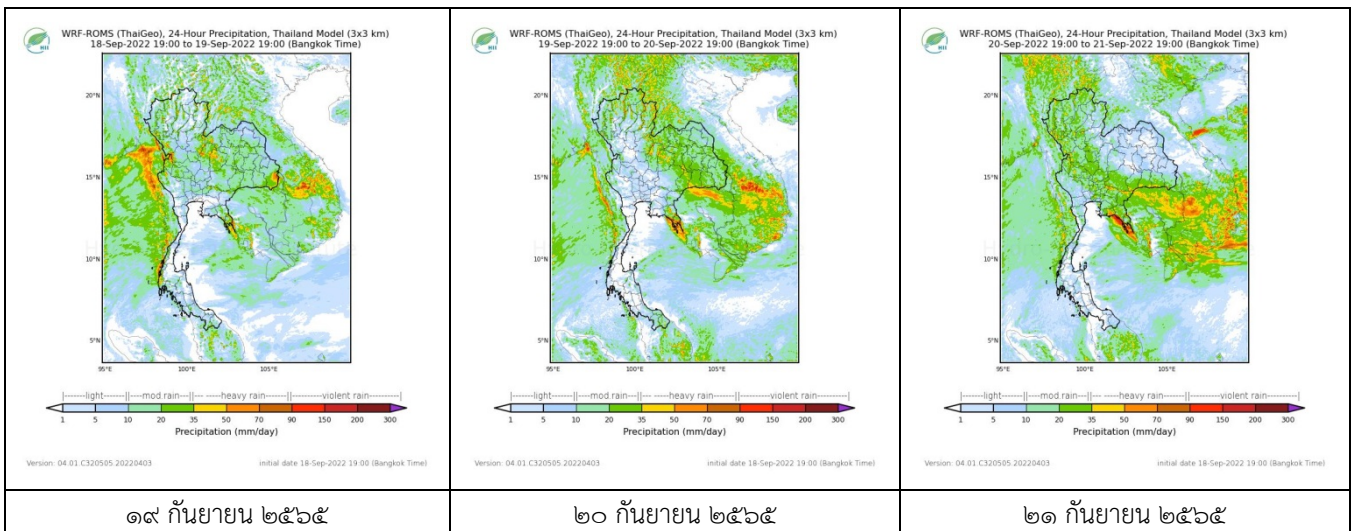 HII
WRF-ROMS (ThaiGeo), 24-Hour Precipitation, Thailand Model (3x3 km)
18-Sep-2022 19:00 to 19-Sep-2022 19:00 (Bangkok Time)
20°N
15°N
10°N
5°N
95°E 100°E 105°E
|-------light-----||---mod rain---||--- ---heavy rain------||-------violent rain-------|
1 5 10 20 35 50 70 90 150 200 300
Precipitation (mm/day)
Version: 04.01.C320505.20220403 initial date 18-Sep-2022 19:00 (Bangkok Time)
๑๙ กันยายน ๒๕๖๕
HII
WRF-ROMS (ThaiGeo), 24-Hour Precipitation, Thailand Model (3x3 km)
19-Sep-2022 19:00 to 20-Sep-2022 19:00 (Bangkok Time)
20°N
15°N
10°N
5°N
95°E 100°E 105°E
|-------light-----||---mod rain---||--- ---heavy rain------||-------violent rain-------|
1 5 10 20 35 50 70 90 150 200 300
Precipitation (mm/day)
Version: 04.01.C320505.20220403 initial date 18-Sep-2022 19:00 (Bangkok Time)
๒๐ กันยายน ๒๕๖๕
HII
WRF-ROMS (ThaiGeo), 24-Hour Precipitation, Thailand Model (3x3 km)
20-Sep-2022 19:00 to 21-Sep-2022 19:00 (Bangkok Time)
20°N
15°N
10°N
5°N
95°E 100°E 105°E
|-------light-----||---mod rain---||--- ---heavy rain------||-------violent rain-------|
1 5 10 20 35 50 70 90 150 200 300
Precipitation (mm/day)
Version: 04.01.C320505.20220403 initial date 18-Sep-2022 19:00 (Bangkok Time)
๒๑ กันยายน ๒๕๖๕